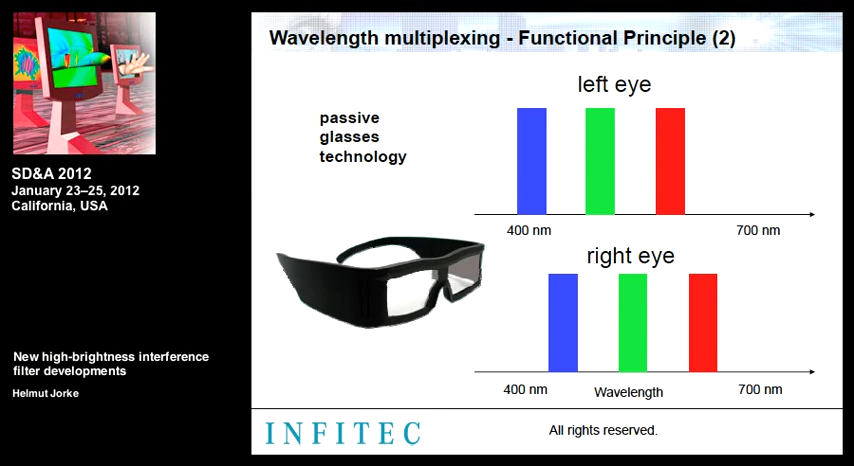 SD&A 2012
January 23–25, 2012
California, USA
New high-brightness interference
filter developments
Helmut Jorke
Wavelength multiplexing - Functional Principle (2)
passive
glasses
technology
left eye
400 nm
700 nm
right eye
400 nm
Wavelength
700 nm
INFITEC
All rights reserved.